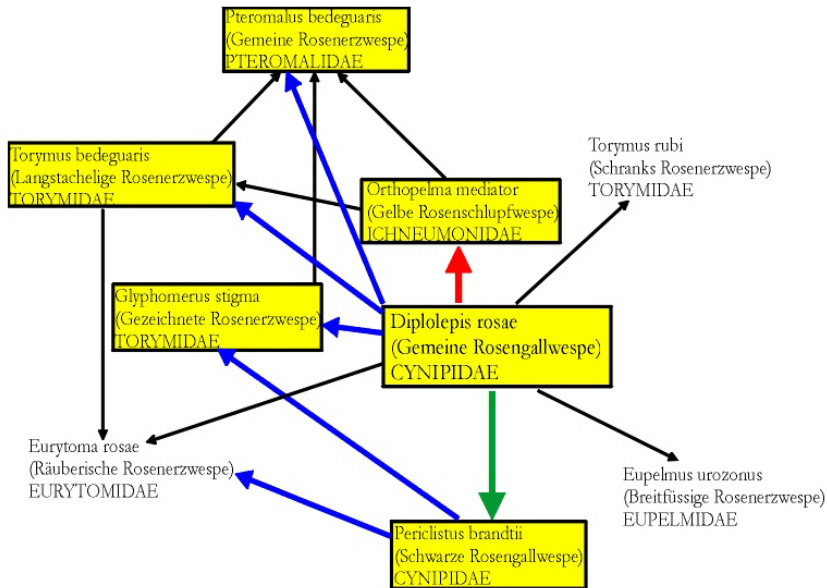 Pteromalus bedeguaris
(Gemeine Rosenerzwespe)
PTEROMALIDAE
Torymus bedeguaris
(Langstachelige Rosenerzwespe)
TORYMIDAE
Orthopelma mediator
(Gelbe Rosenschlupfwespe)
ICHNEUMONIDAE
Torymus rubi
(Schranks Rosenerzwespe)
TORYMIDAE
Glyphomerus stigma
(Gezeichnete Rosenerzwespe)
TORYMIDAE
Diplolepis rosae
(Gemeine Rosengallwespe)
CYNIPIDAE
Eurytoma rosae
(Räuberische Rosenerzwespe)
EURYTOMIDAE
Eupelmus urozonus
(Breitfüssige Rosenerzwespe)
EUPELMIDAE
Periclistus brandtii
(Schwarze Rosengallwespe)
CYNIPIDAE